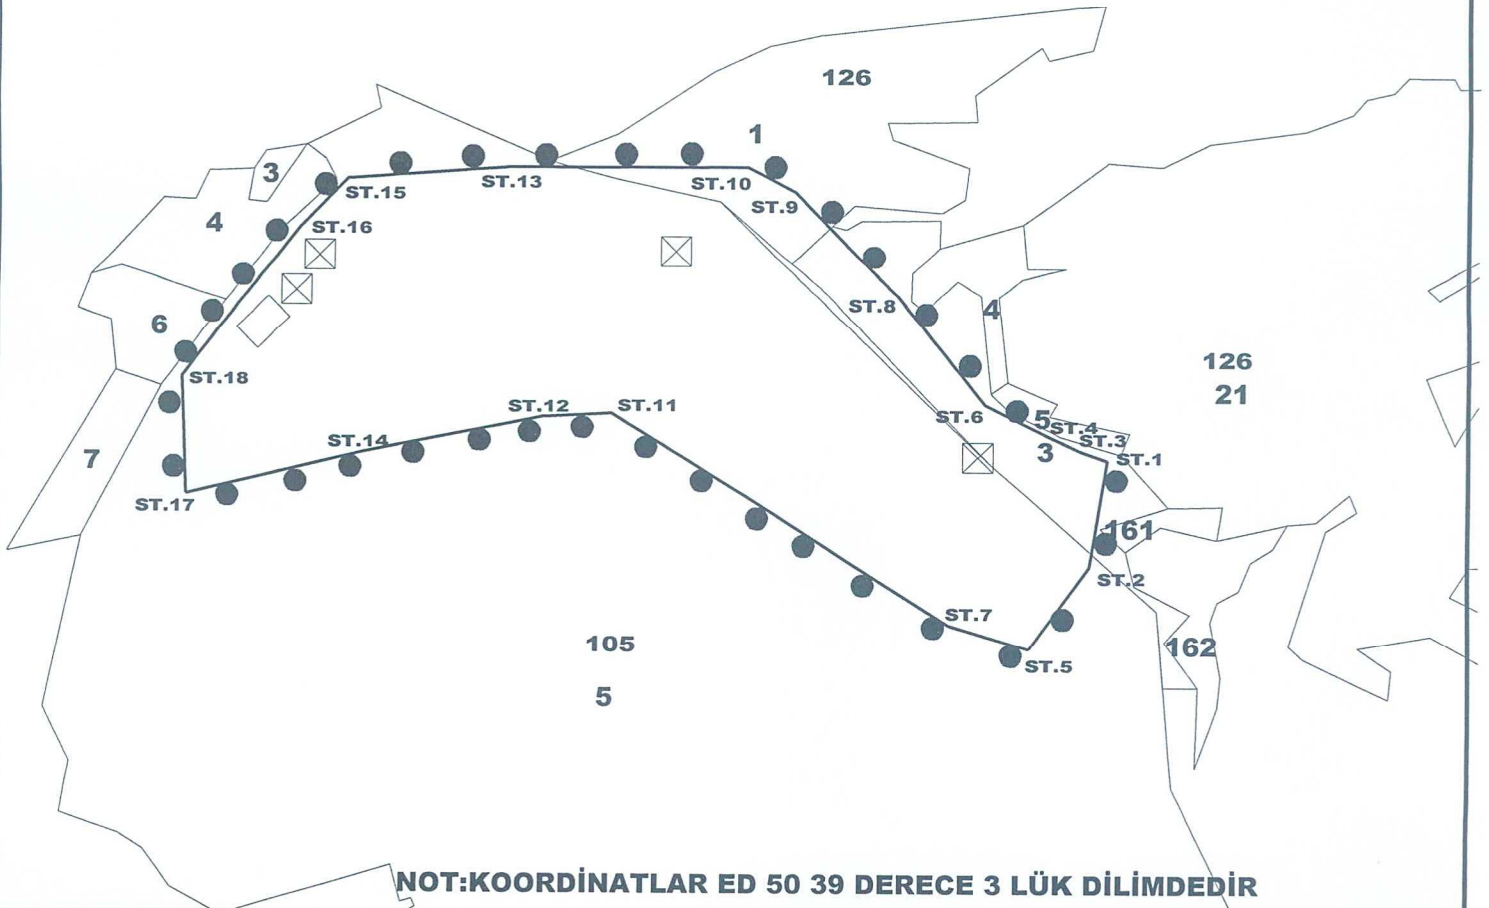 126
1
3
ST.15
ST.13
ST.10
ST.9
4
ST.16
ST.8
4
6
126
21
ST.18
ST.12
ST.11
ST.6
5
ST.4
ST.3
ST.14
3
ST.1
7
ST.17
161
ST.2
ST.7
105
162
ST.5
5
NOT:KOORDİNATLAR ED 50 39 DERECE 3 LÜK DİLİMDEDİR